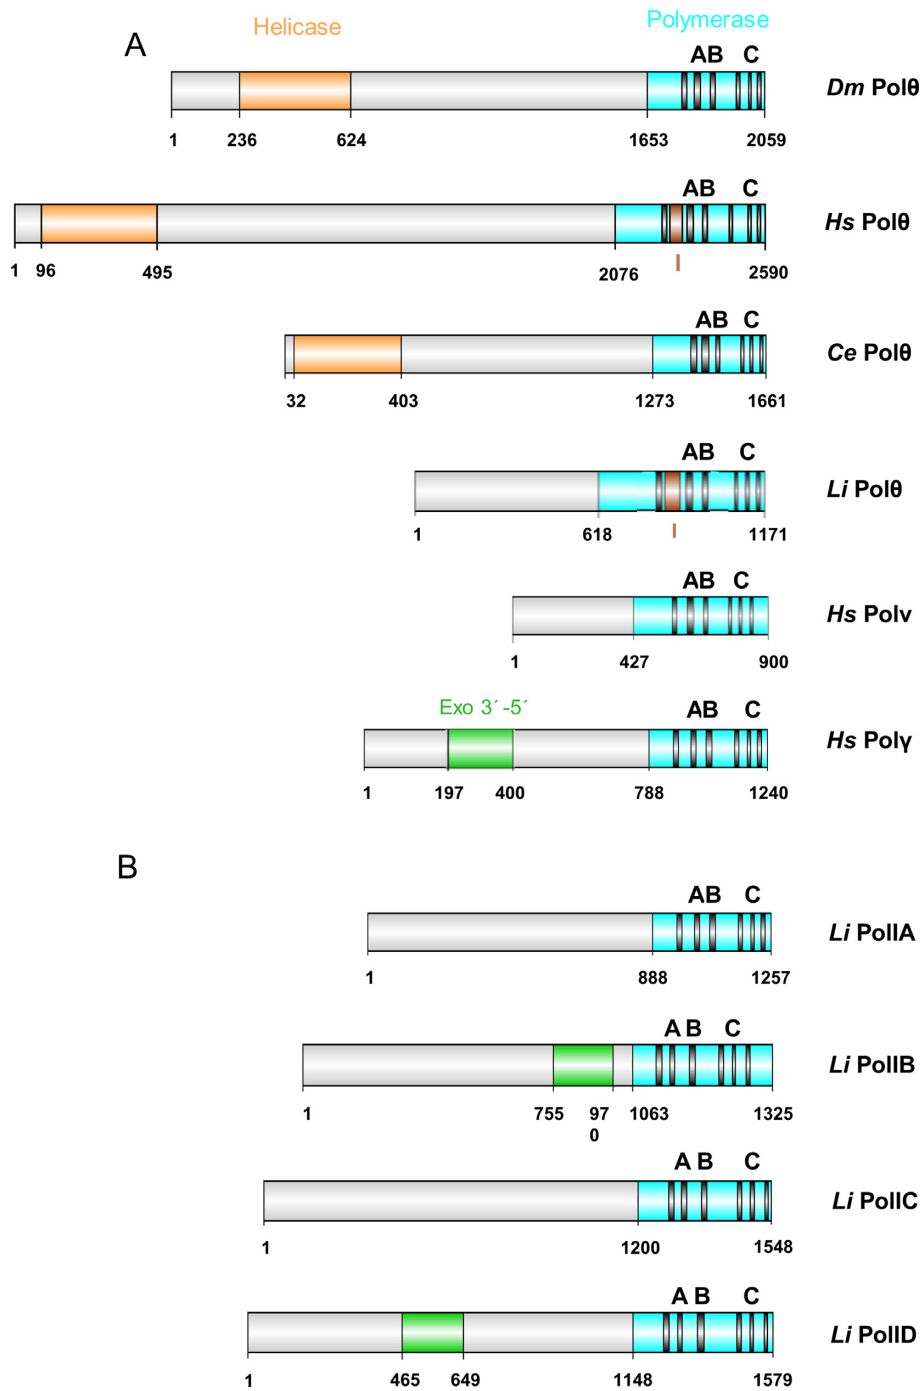 Helicase Polymerase
A
AB C
Dm Polθ
1 236 624 1653 2059
AB C
Hs Polθ
1 96 495 2076 I 2590
AB C
Ce Polθ
32 403 1273 1661
AB C
Li Polθ
1 618 I 1171
AB C
Hs Polν
1 427 900
Exo 3´-5´ AB C
Hs Polγ
1 197 400 788 1240
B
AB C
Li PolIA
1 888 1257
A B C
Li PolIB
1 755 97 1063 1325
0
A B C
Li PolIC
1 1200 1548
A B C
Li PolID
1 465 649 1148 1579